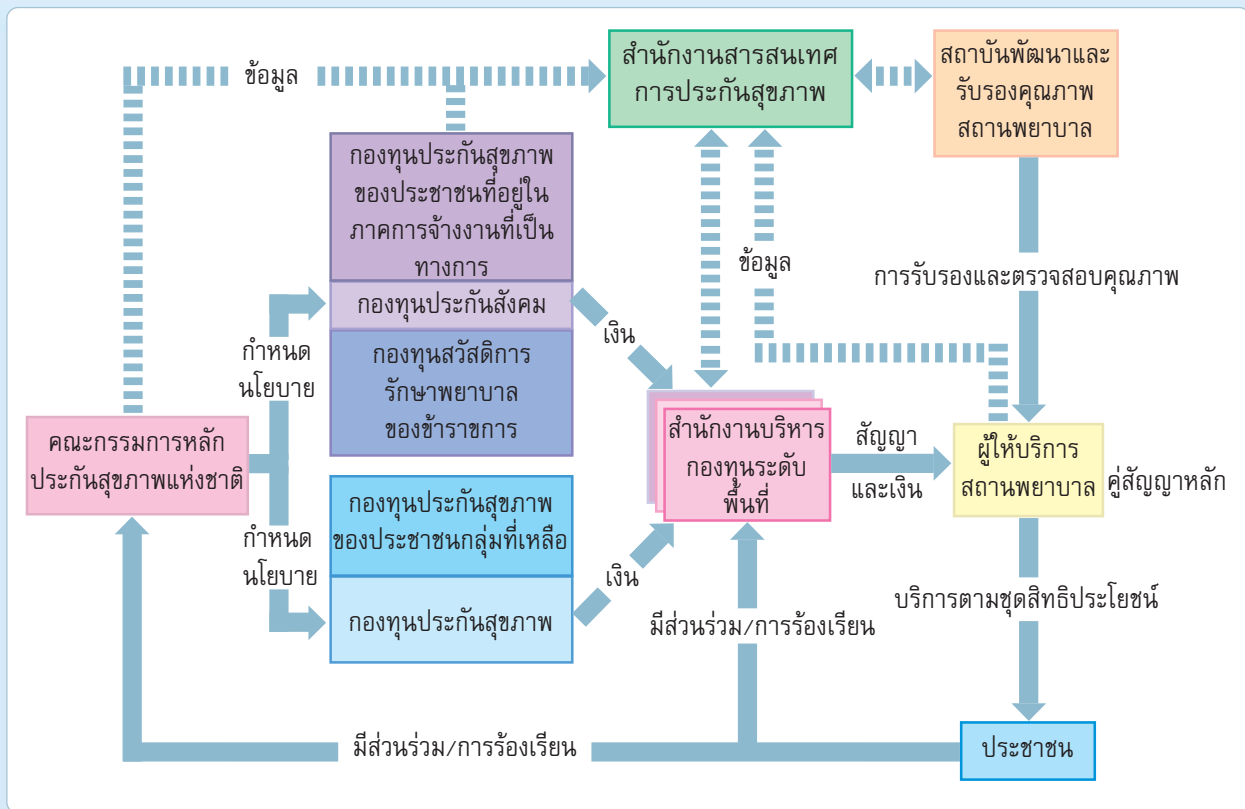 สำนักงานสารสนเทศ
การประกันสุขภาพ
สถาบันพัฒนาและ
รับรองคุณภาพ
สถานพยาบาล
ข้อมูล
กองทุนประกันสุขภาพ
ของประชาชนที่อยู่ใน
ภาคการจ้างงานที่เป็น
ทางการ
ข้อมูล
การรับรองและตรวจสอบคุณภาพ
กองทุนประกันสังคม
เงิน
กำหนด
นโยบาย
กองทุนสวัสดิการ
รักษาพยาบาล
ของข้าราขการ
คณะกรรมการหลัก
ประกันสุขภาพแห่งชาติ
สำนักงานบริหาร
กองทุนระดับ
พื้นที่
สัญญา
และเงิน
ผู้ให้บริการ
สถานพยาบาล
คู่สัญญาหลัก
กองทุนประกันสุขภาพ
ของประชาชนกลุ่มที่เหลือ
กำหนด
นโยบาย
เงิน
กองทุนประกันสุขภาพ
บริการตามชุดสิทธิประโยชน์
มีส่วนร่วม/การร้องเรียน
มีส่วนร่วม/การร้องเรียน
ประชาชน